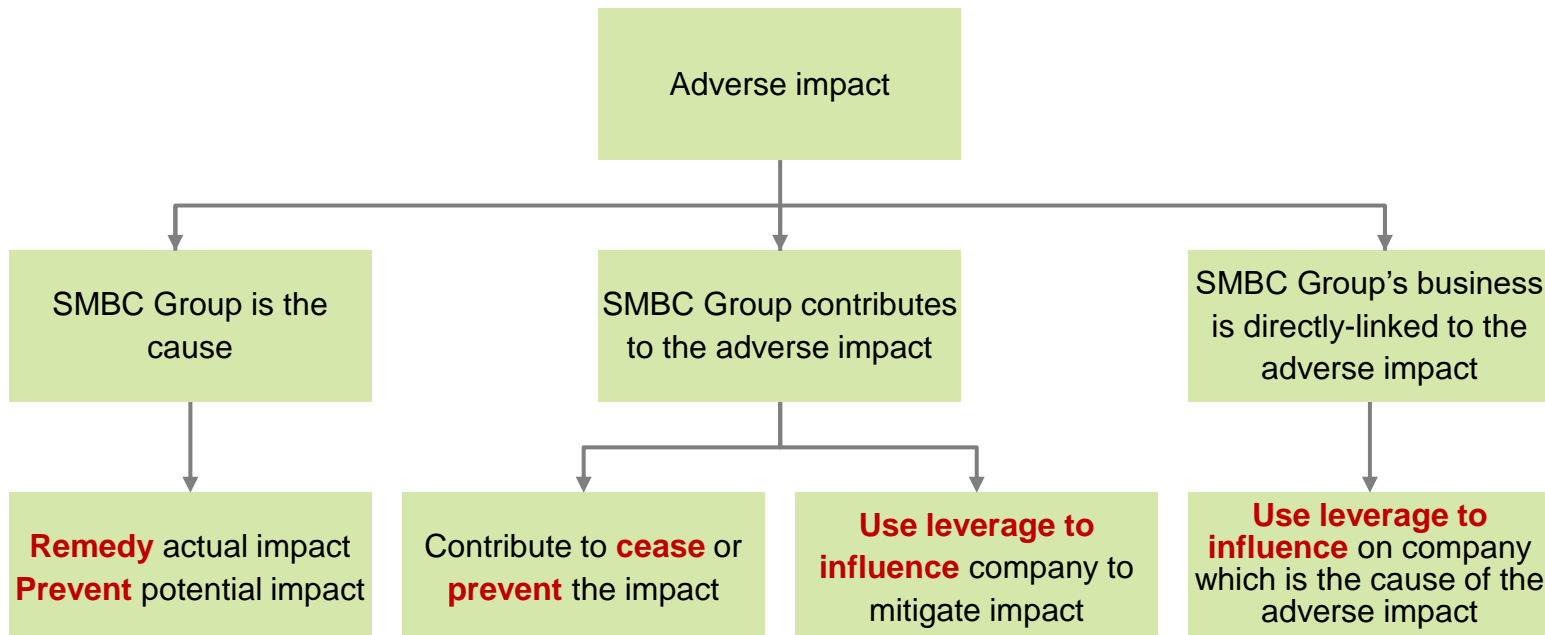 Adverse impact
SMBC Group is the
cause
SMBC Group contributes
to the adverse impact
SMBC Group’s business
is directly-linked to the
adverse impact
Remedy actual impact
Prevent potential impact
Contribute to cease or
prevent the impact
Use leverage to
influence company to
mitigate impact
Use leverage to
influence on company
which is the cause of the
adverse impact